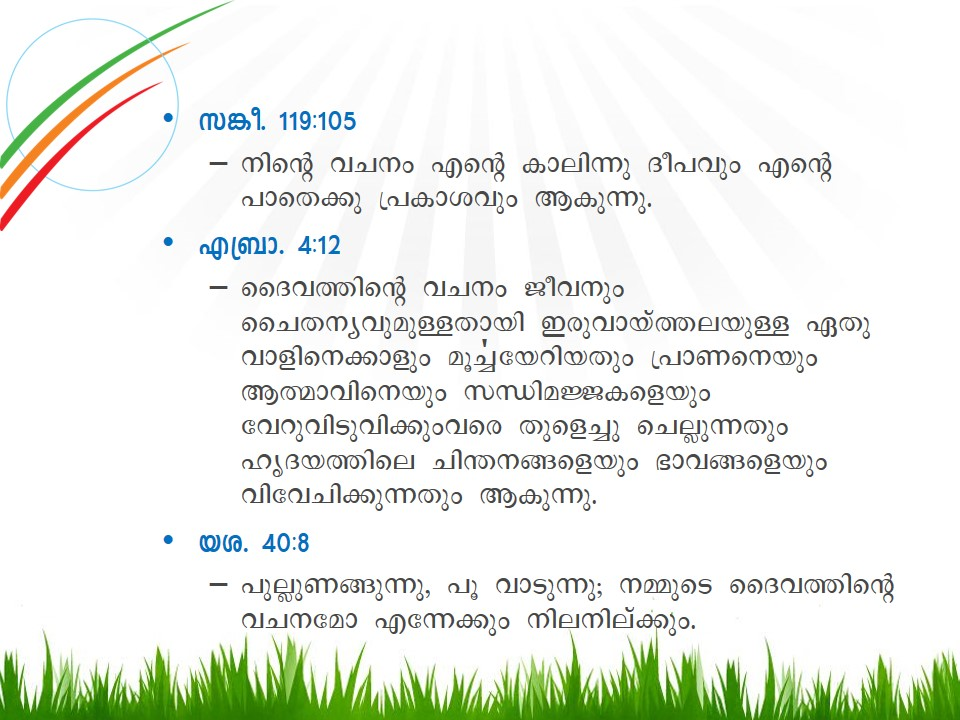 • സങ്കീ. 119:105
– നിന്റെ വചനം എന്റെ കാലിന്നു ദീപവും എന്റെ
പാതെക്കു പ്രകാശവും ആകുന്നു.
• എബ്രാ. 4:12
– ദൈവത്തിന്റെ വചനം ജീവനും
ചൈതന്യവുമുള്ളതായി ഇരുവായ്ത്തലയുള്ള ഏതു
വാളിനെക്കാളും മൂൎച്ചയേറിയതും പ്രാണനെയും
ആത്മാവിനെയും സന്ധിമജ്ജകളെയും
വേറുവിടുവിക്കുംവരെ തുളെച്ചു ചെല്ലുന്നതും
ഹൃദയത്തിലെ ചിന്തനങ്ങളെയും ഭാവങ്ങളെയും
വിവേചിക്കുന്നതും ആകുന്നു.
• യശ. 40:8
– പുല്ലുണങ്ങുന്നു, പൂ വാടുന്നു; നമ്മുടെ ദൈവത്തിന്റെ
വചനമോ എന്നേക്കും നിലനില്ക്കും.